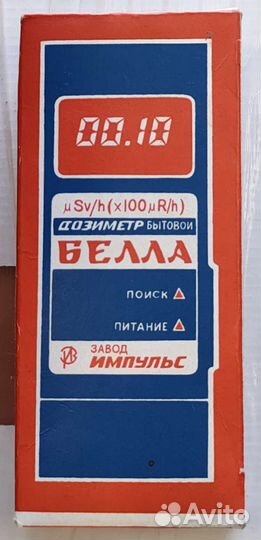 00.10
μSv/h(×100μR/h)
ДОЗИМЕТР БЫТОВОЙ
БЕЛЛА
ПОИСК
ПИТАНИЕ
ЗАВОД
ИМПУЛЬС
Avito